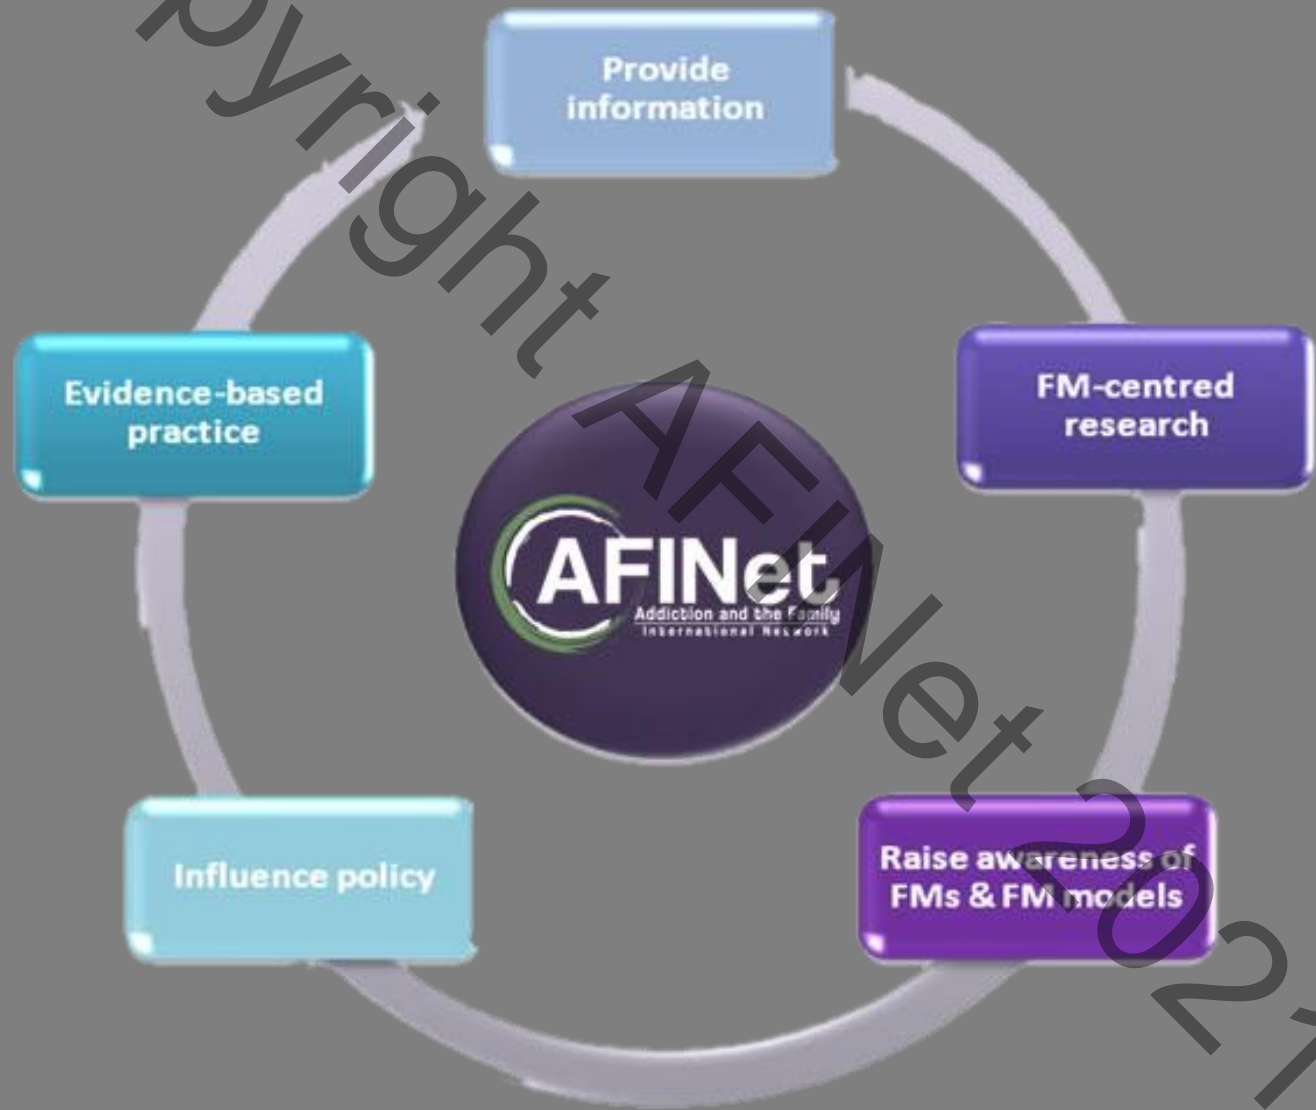 Provide
information
FM-centred
research
Raise awareness of
FMs & FM models
Influence policy
Evidence-based
practice
AFINet
Addiction and the Family
International Network
pyright AFINet 2021